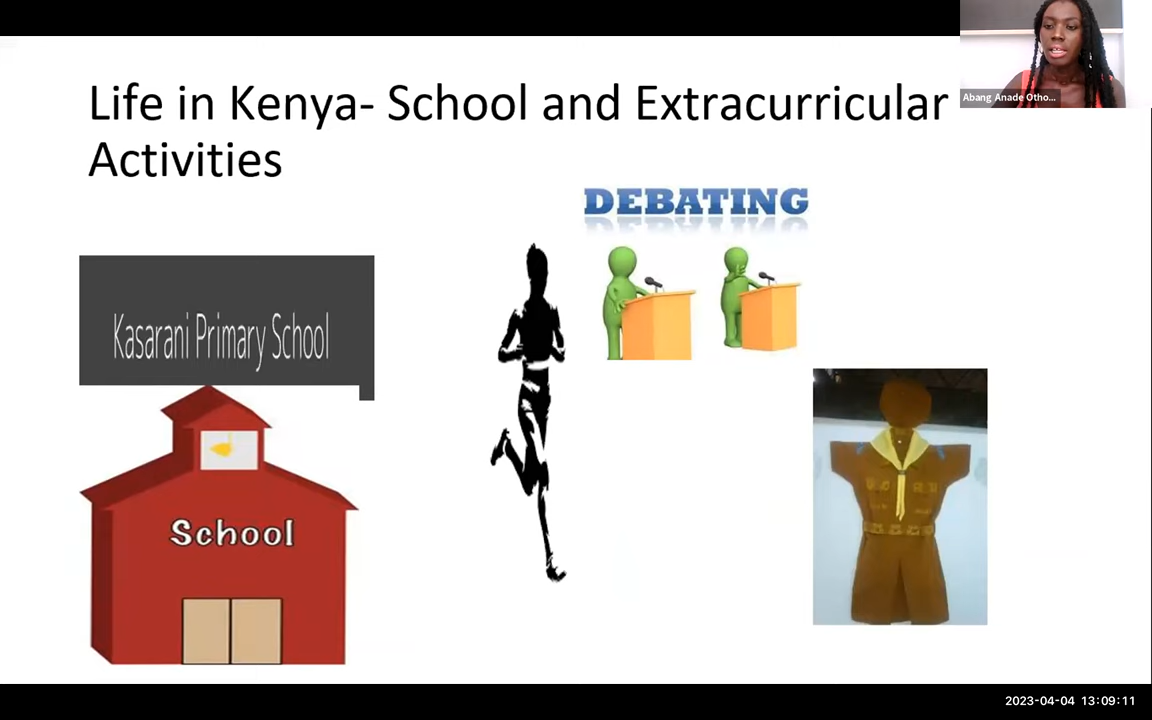 Life in Kenya- School and Extracurricular
Activities
Abang Anade Otho...
DEBATING
Kasarani Primary School
School
2023-04-04 13:09:11